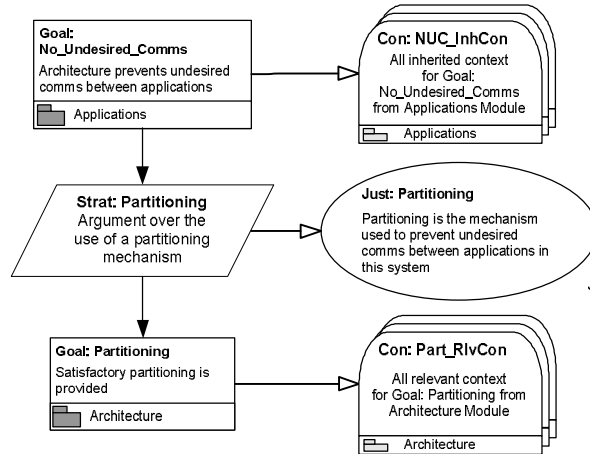 Goal:
No_Undesired_Comms
Architecture prevents undesired
comms between applications
Applications
Con: NUC_InhCon
All inherited context
for Goal:
No_Undesired_Comms
from Applications Module
Applications
Strat: Partitioning
Argument over the
use of a partitioning
mechanism
Just: Partitioning
Partitioning is the mechanism
used to prevent undesired
comms between applications in
this system
J
Goal: Partitioning
Satisfactory partitioning is
provided
Architecture
Con: Part_RlvCon
All relevant context
for Goal: Partitioning from
Architecture Module
Architecture